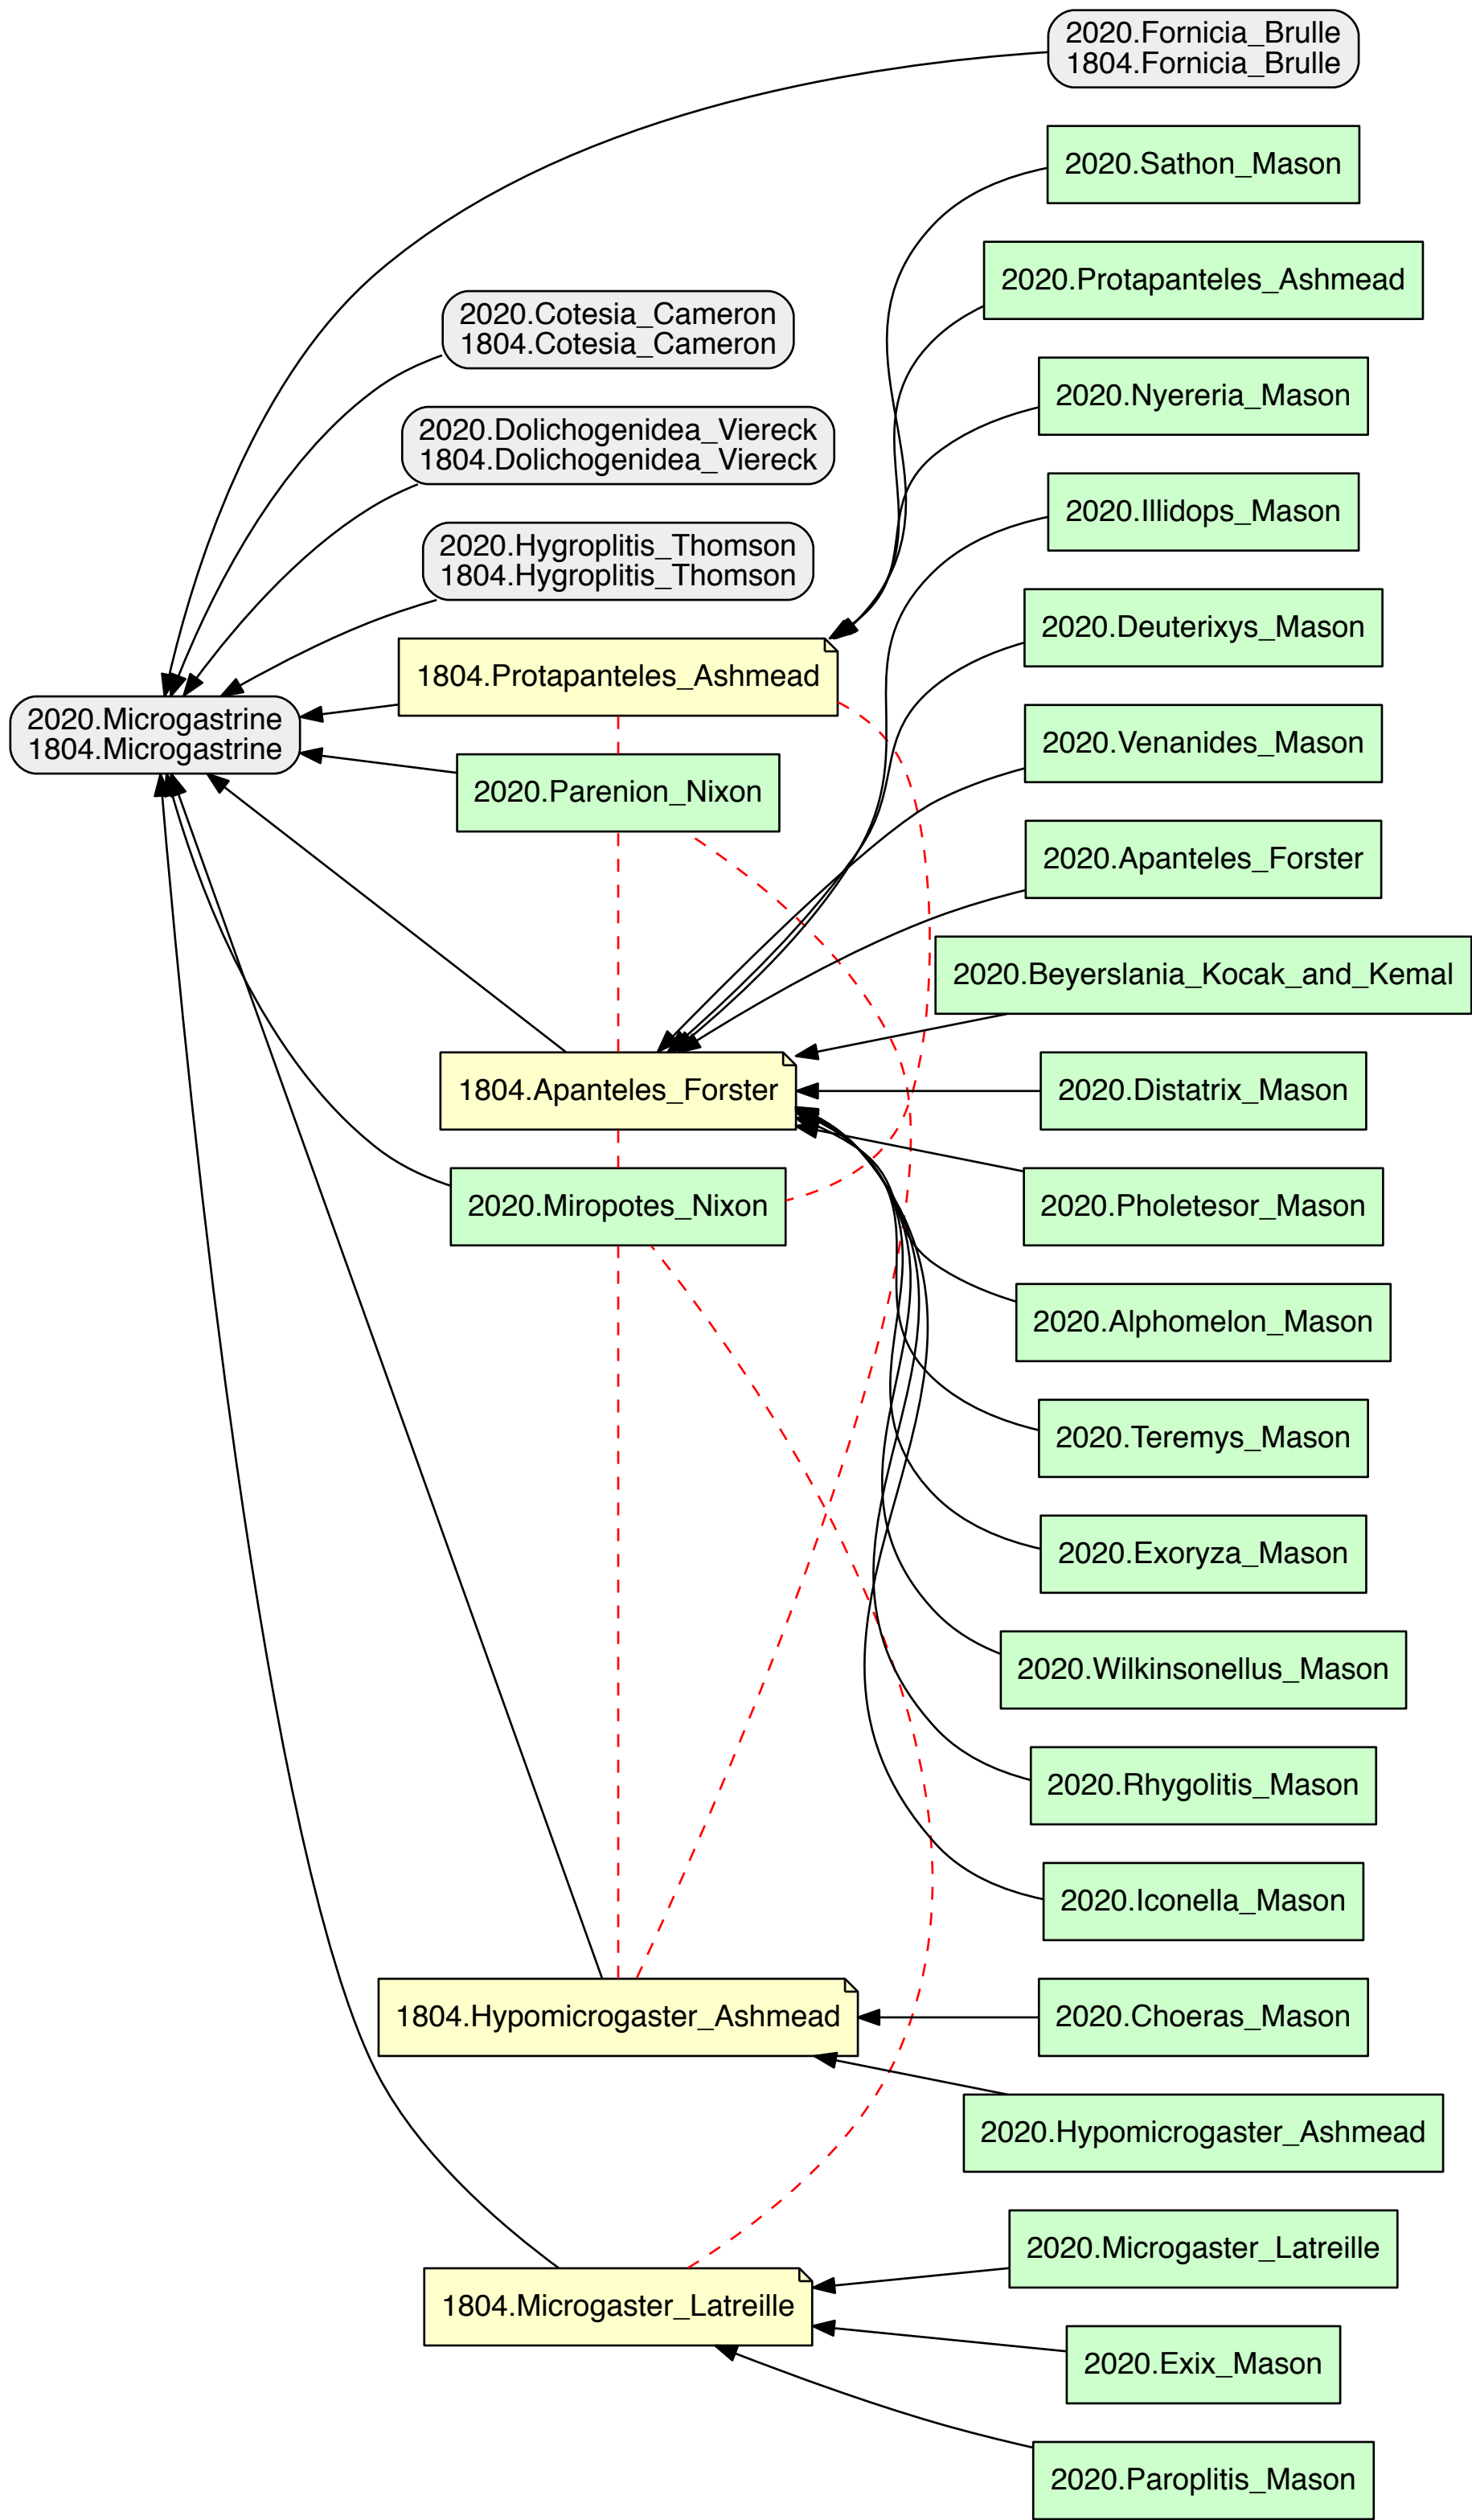 2020.Fornicia_Brulle
1804.Fornicia_Brulle
2020.Sathon_Mason
2020.Protapanteles_Ashmead
2020.Cotesia_Cameron
1804.Cotesia_Cameron
2020.Nyereria_Mason
2020.Dolichogenidea_Viereck
1804.Dolichogenidea_Viereck
2020.Illidops_Mason
2020.Hygroplitis_Thomson
1804.Hygroplitis_Thomson
2020.Deuterixys_Mason
1804.Protapanteles_Ashmead
2020.Microgastrine
1804.Microgastrine
2020.Venanides_Mason
2020.Parenion_Nixon
2020.Apanteles_Forster
2020.Beyerslania_Kocak_and_Kemal
1804.Apanteles_Forster
2020.Distatrix_Mason
2020.Miropotes_Nixon
2020.Pholetesor_Mason
2020.Alphomelon_Mason
2020.Teremys_Mason
2020.Exoryza_Mason
2020.Wilkinsonellus_Mason
2020.Rhygolitis_Mason
2020.Iconella_Mason
1804.Hypomicrogaster_Ashmead
2020.Choeras_Mason
2020.Hypomicrogaster_Ashmead
2020.Microgaster_Latreille
1804.Microgaster_Latreille
2020.Exix_Mason
2020.Paroplitis_Mason